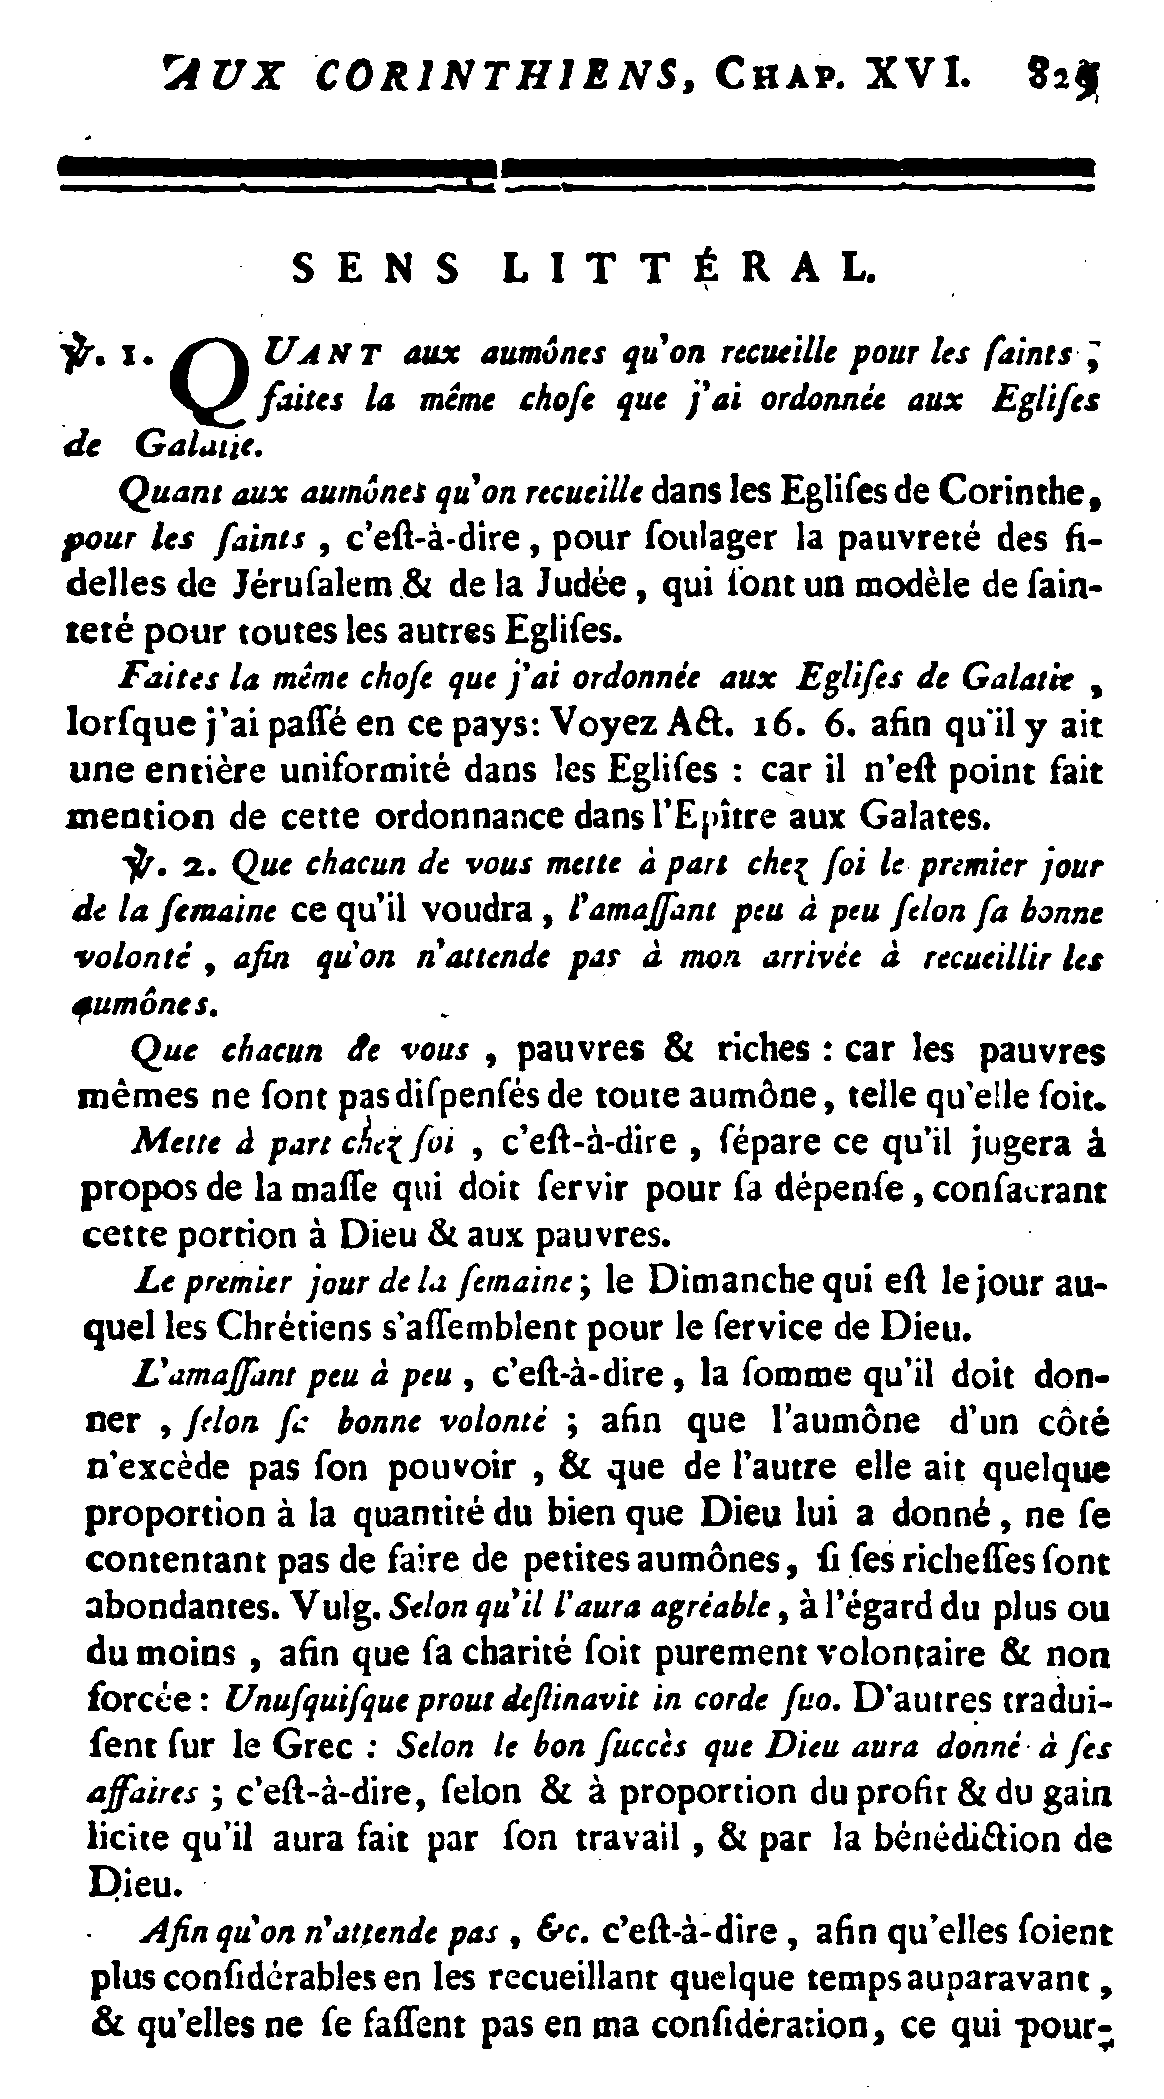 AUX CORINTHIENS, CHAP. XVI. 825
SENS LITTÉRAL.
℣. 1. QUANT aux aumônes qu'on recueille pour les ſaints ;
faites la même choſe que j'ai ordonnée aux Egliſes
de Galatie.
Quant aux aumônes qu'on recueille dans les Egliſes de Corinthe,
pour les ſaints , c'eſt-à-dire , pour ſoulager la pauvreté des fi-
delles de Jéruſalem & de la Judée , qui ſont un modèle de ſain-
teté pour toutes les autres Egliſes.
Faites la même choſe que j'ai ordonnée aux Egliſes de Galatie ,
lorſque j'ai paſſé en ce pays: Voyez Act. 16. 6. afin qu'il y ait
une entière uniformité dans les Egliſes : car il n'eſt point fait
mention de cette ordonnance dans l'Epître aux Galates.
℣. 2. Que chacun de vous mette à part chez ſoi le premier jour
de la ſemaine ce qu'il voudra , l'amaſſant peu à peu ſelon ſa bonne
volonté , afin qu'on n'attende pas à mon arrivée à recueillir les
aumônes.
Que chacun de vous , pauvres & riches : car les pauvres
mêmes ne ſont pas diſpenſés de toute aumône, telle qu'elle ſoit.
Mette à part chez ſoi , c'eſt-à-dire , ſépare ce qu'il jugera à
propos de la maſſe qui doit ſervir pour ſa dépenſe , conſacrant
cette portion à Dieu & aux pauvres.
Le premier jour de la ſemaine ; le Dimanche qui eſt le jour au-
quel les Chrétiens s'aſſemblent pour le ſervice de Dieu.
L'amaſſant peu à peu , c'eſt-à-dire , la ſomme qu'il doit don-
ner , ſelon ſa bonne volonté ; afin que l'aumône d'un côté
n'excède pas ſon pouvoir , & que de l'autre elle ait quelque
proportion à la quantité du bien que Dieu lui a donné , ne ſe
contentant pas de faire de petites aumônes, ſi ſes richeſſes ſont
abondantes. Vulg. Selon qu'il l'aura agréable , à l'égard du plus ou
du moins , afin que ſa charité ſoit purement volontaire & non
forcée : Unuſquiſque prout deſtinavit in corde ſuo. D'autres tradui-
ſent ſur le Grec : Selon le bon ſuccès que Dieu aura donné à ſes
affaires ; c'eſt-à-dire, ſelon & à proportion du profit & du gain
licite qu'il aura fait par ſon travail , & par la bénédiction de
Dieu.
Afin qu'on n'attende pas , &c. c'eſt-à-dire , afin qu'elles ſoient
plus conſidérables en les recueillant quelque temps auparavant ,
& qu'elles ne ſe faſſent pas en ma conſidération, ce qui pour-